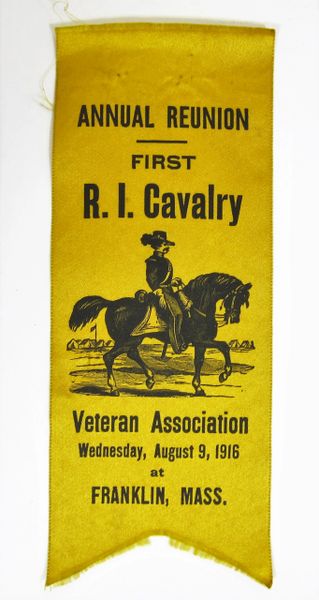 ANNUAL REUNION
FIRST
R. I. Cavalry
Veteran Association
Wednesday, August 9, 1916
at
FRANKLIN, MASS.